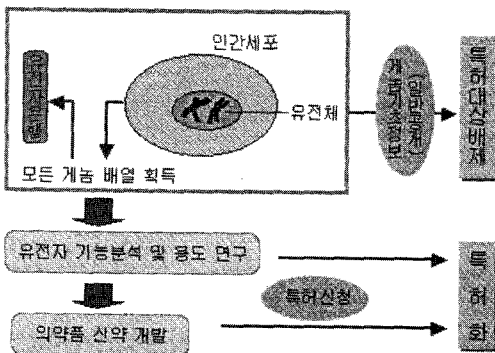 인간세포
유전체
유전자은행
모든 게놈 배열 획득
게놈기초정보
(일반공개)
특허대상배제
유전자 기능분석 및 용도 연구
특허신청
의약품 신약 개발
특허화